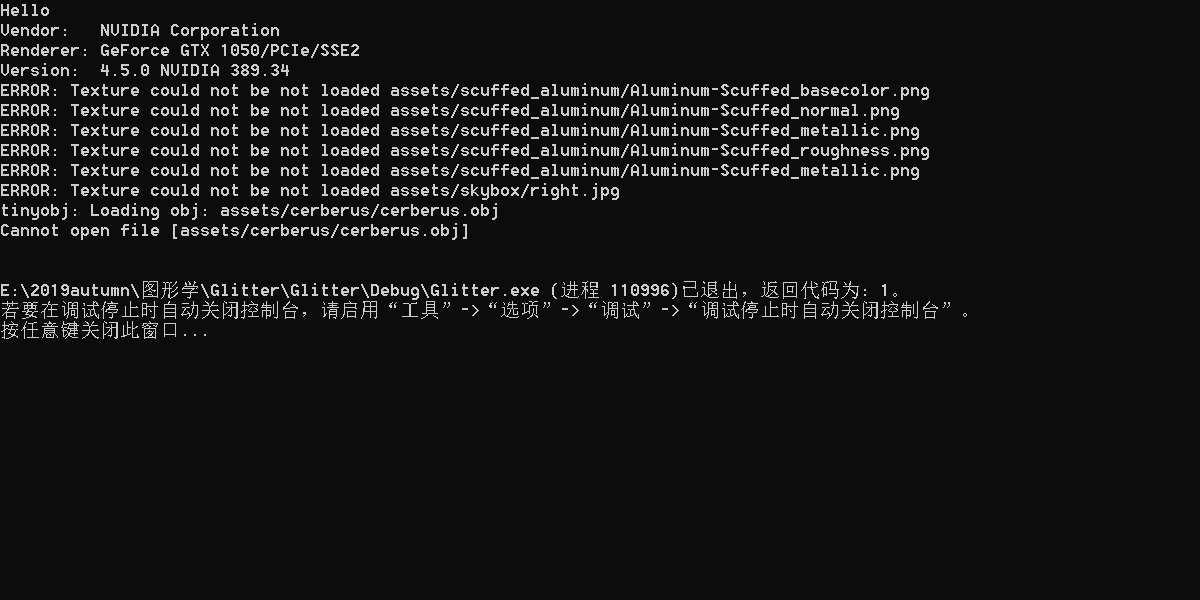 Hello
Vendor:   NVIDIA Corporation
Renderer: GeForce GTX 1050/PCIe/SSE2
Version:  4.5.0 NVIDIA 389.34
ERROR: Texture could not be not loaded assets/scuffed_aluminum/Aluminum-Scuffed_basecolor.png
ERROR: Texture could not be not loaded assets/scuffed_aluminum/Aluminum-Scuffed_normal.png
ERROR: Texture could not be not loaded assets/scuffed_aluminum/Aluminum-Scuffed_metallic.png
ERROR: Texture could not be not loaded assets/scuffed_aluminum/Aluminum-Scuffed_roughness.png
ERROR: Texture could not be not loaded assets/scuffed_aluminum/Aluminum-Scuffed_metallic.png
ERROR: Texture could not be not loaded assets/skybox/right.jpg
tinyobj: Loading obj: assets/cerberus/cerberus.obj
Cannot open file [assets/cerberus/cerberus.obj]
E:\2019autumn\图形学\Glitter\Glitter\Debug\Glitter.exe (进程 110996)已退出，返回代码为: 1。
若要在调试停止时自动关闭控制台，请启用“工具”->“选项”->“调试”->“调试停止时自动关闭控制台”。
按任意键关闭此窗口...